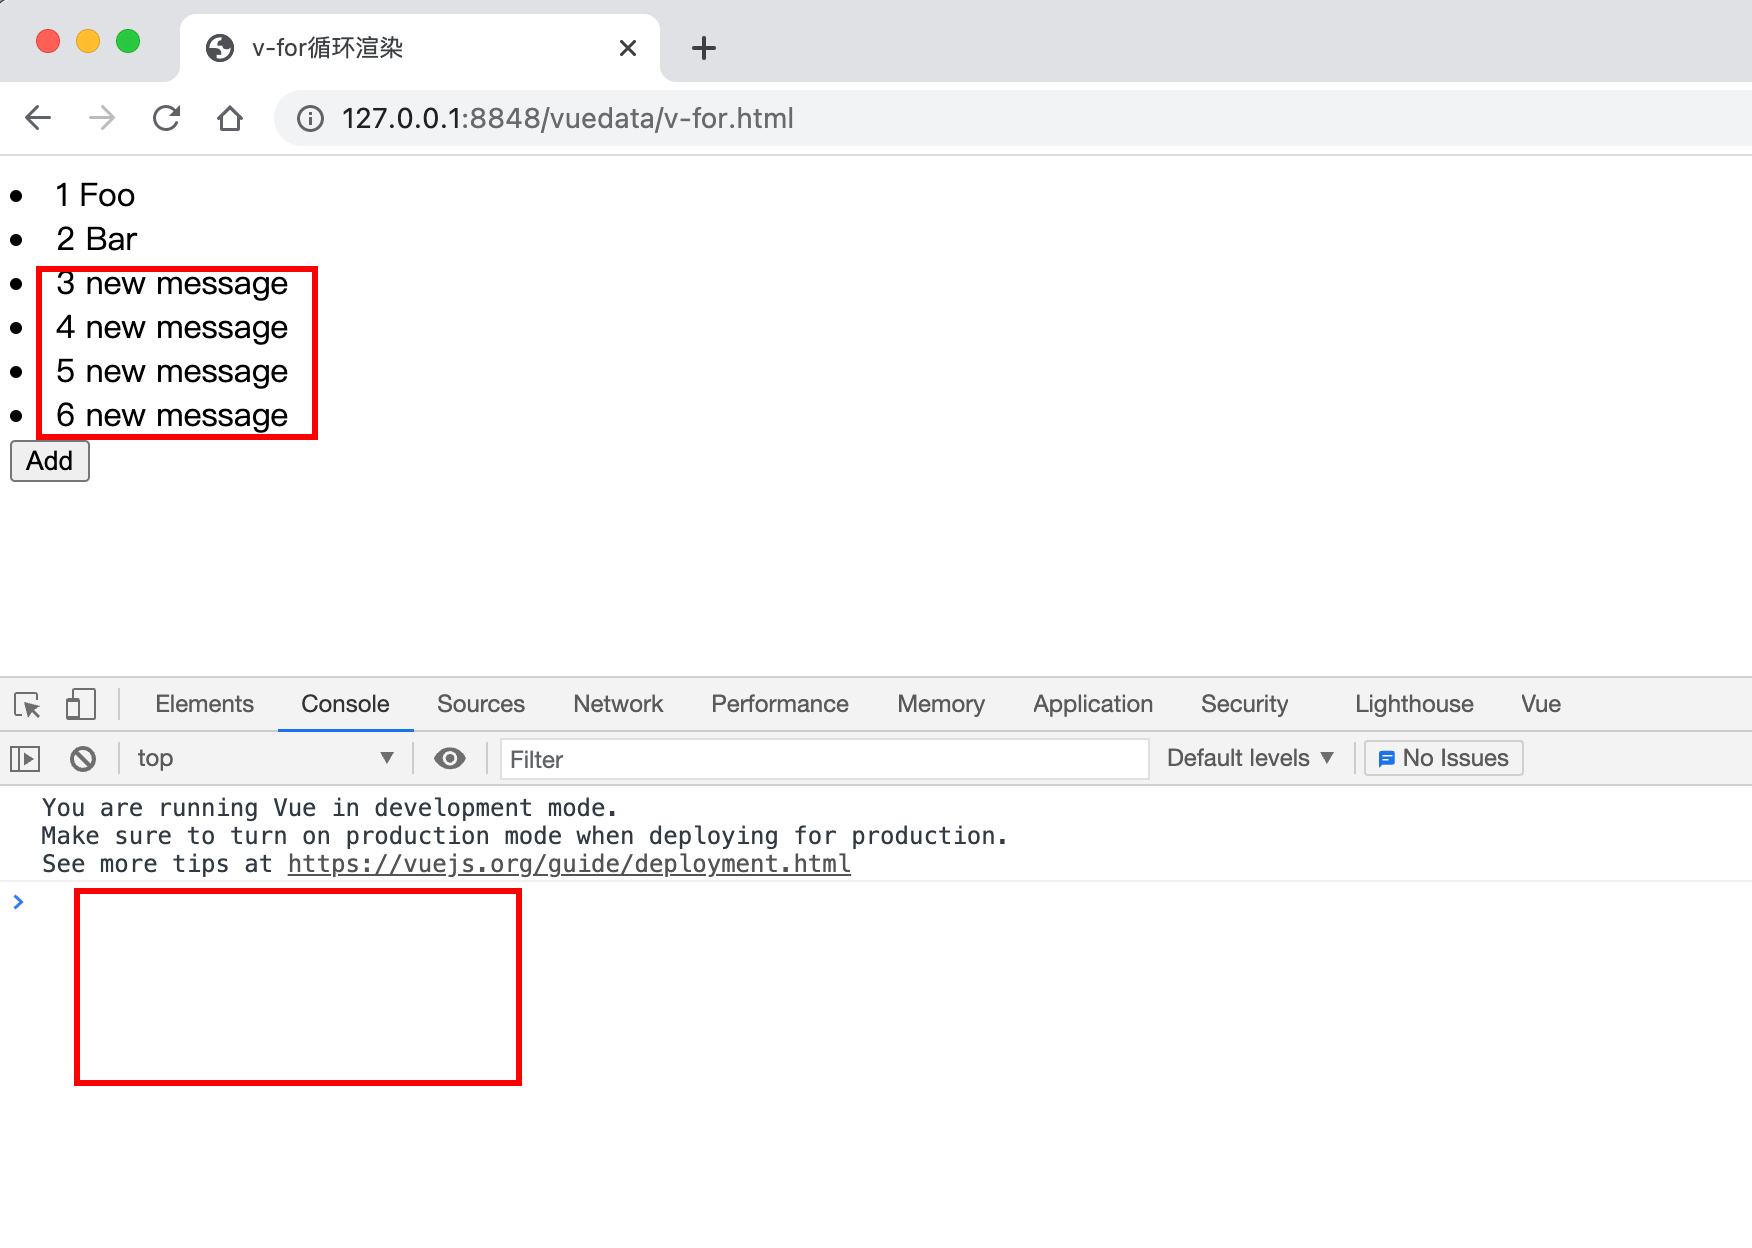 v-for循环渲染
127.0.0.1:8848/vuedata/v-for.html
1 Foo
2 Bar
3 new message
4 new message
5 new message
6 new message
Add
Elements Console Sources Network Performance Memory Application Security Lighthouse Vue
top Filter Default levels No Issues
You are running Vue in development mode.
Make sure to turn on production mode when deploying for production.
See more tips at https://vuejs.org/guide/deployment.html